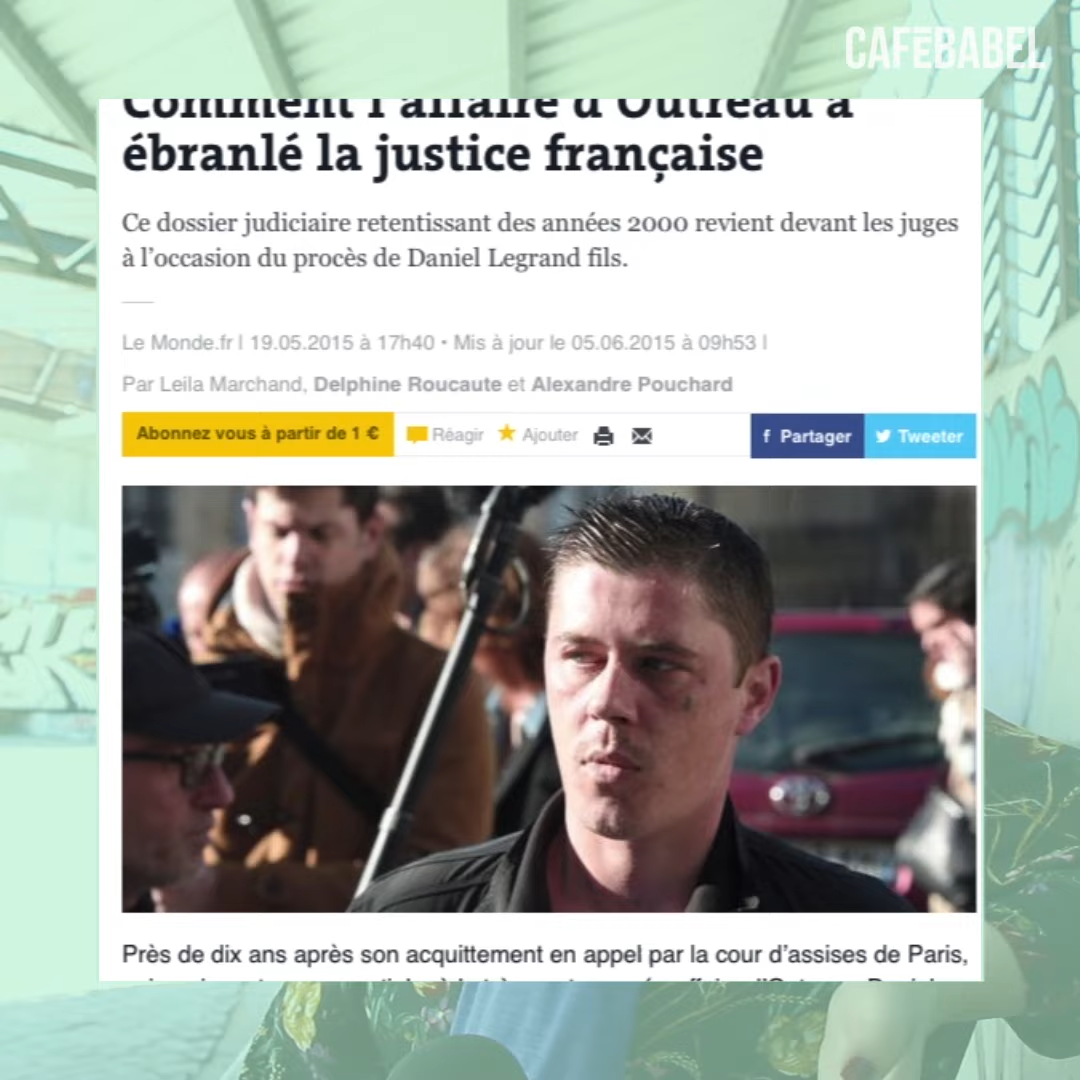 CAFÉBABEL
Comment l'affaire d'Outreau a
ébranlé la justice française
Ce dossier judiciaire retentissant des années 2000 revient devant les juges
à l'occasion du procès de Daniel Legrand fils.
Le Monde.fr | 19.05.2015 à 17h40 • Mis à jour le 05.06.2015 à 09h53 |
Par Leila Marchand, Delphine Roucaute et Alexandre Pouchard
Abonnez vous à partir de 1 € Réagir Ajouter f Partager Tweeter
Près de dix ans après son acquittement en appel par la cour d'assises de Paris,